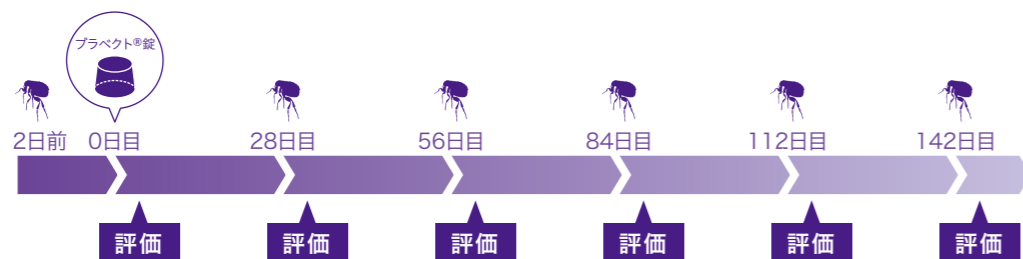 ブラベクト®錠
2日前 0日目 28日目 56日目 84日目 112日目 142日目
評価 評価 評価 評価 評価 評価